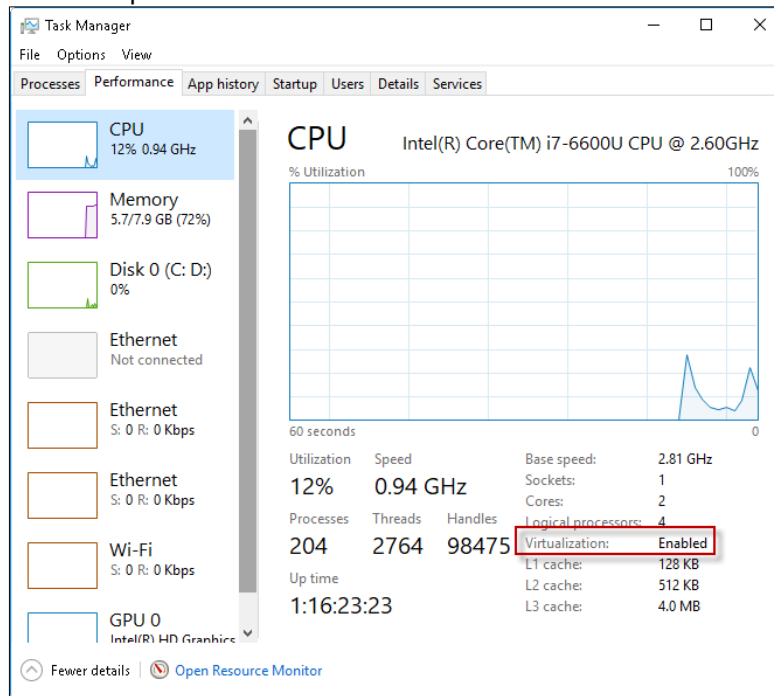 Task Manager
File Options View
Processes Performance App history Startup Users Details Services
CPU
12% 0.94 GHz
Memory
5.7/7.9 GB (72%)
Disk 0 (C: D:)
0%
Ethernet
Not connected
Ethernet
S: 0 R: 0 Kbps
Ethernet
S: 0 R: 0 Kbps
Wi-Fi
S: 0 R: 0 Kbps
GPU 0
Intel(R) HD Graphics
CPU Intel(R) Core(TM) i7-6600U CPU @ 2.60GHz
% Utilization 100%
60 seconds 0
Utilization Speed
12% 0.94 GHz
Processes Threads Handles
204 2764 98475
Up time
1:16:23:23
Base speed: 2.81 GHz
Sockets: 1
Cores: 2
Logical processors: 4
Virtualization: Enabled
L1 cache: 128 KB
L2 cache: 512 KB
L3 cache: 4.0 MB
Fewer details Open Resource Monitor